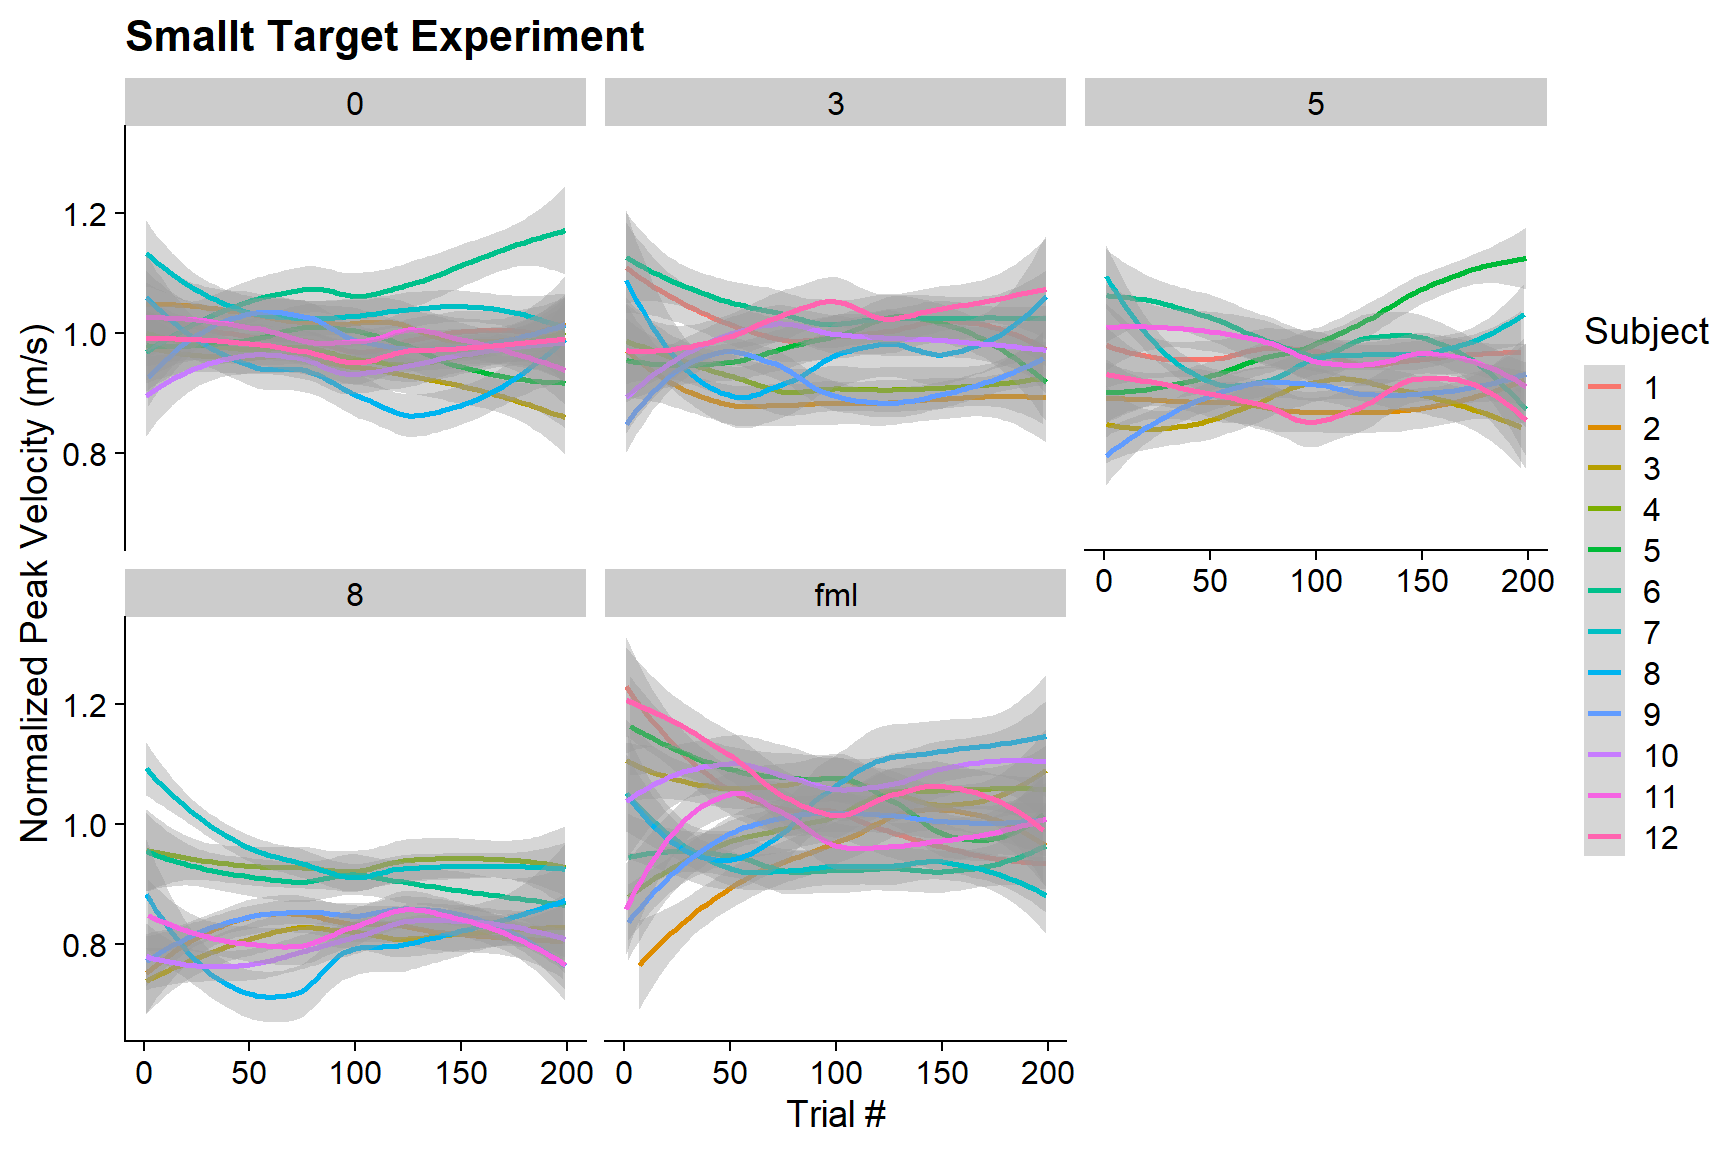 Smallt Target Experiment
0 3 5
1.2
1.0
0.8
0 50 100 150 200
8 fml
1.2
1.0
0.8
0 50 100 150 200 0 50 100 150 200
Normalized Peak Velocity (m/s)
Trial #
Subject
1
2
3
4
5
6
7
8
9
10
11
12